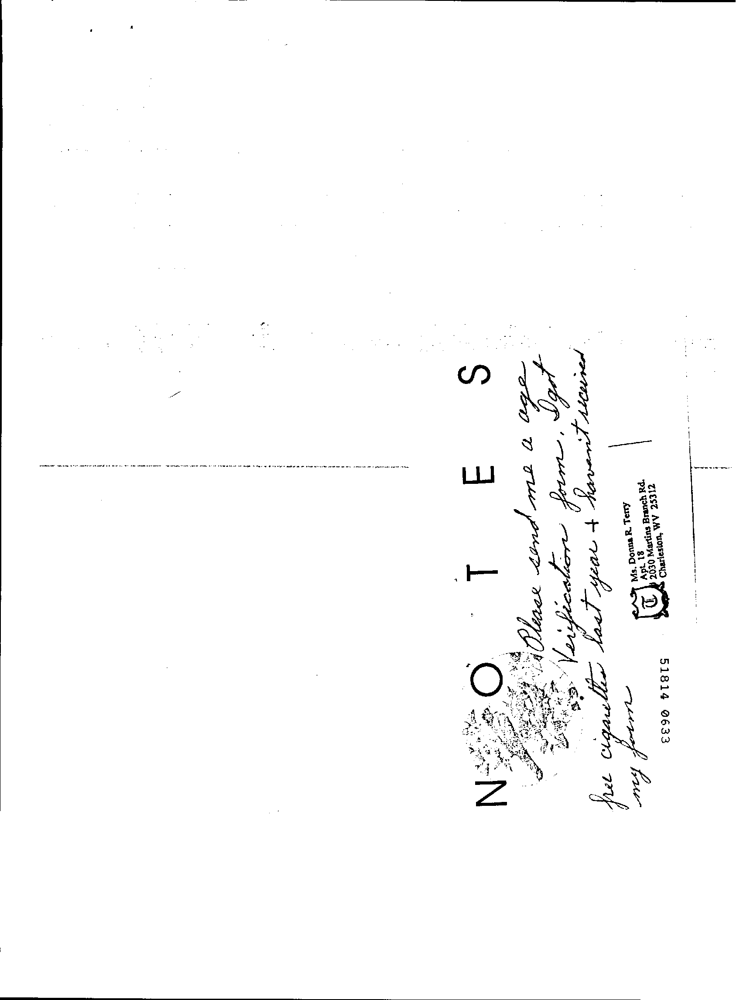 NOTES
Please send me a age
Verification form. I got
free cigarettes last year + haven't received
my form
T
Ms. Donna R. Terry
Apt. 18
2030 Martins Branch Rd.
Charleston, WV 25312
51814 0633